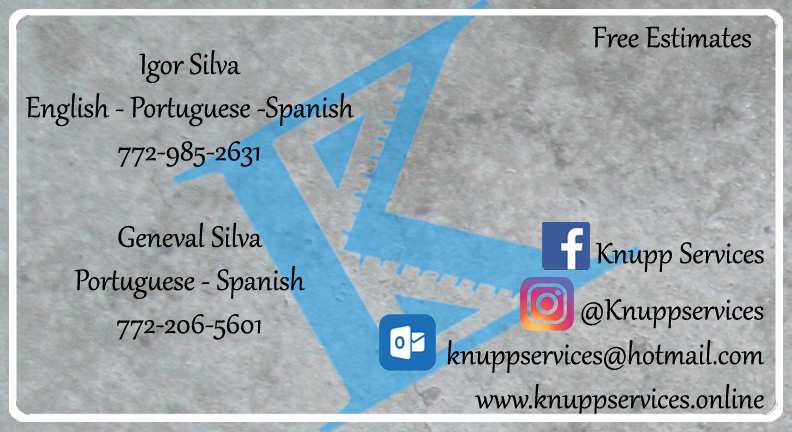 Free Estimates
Igor Silva
English - Portuguese -Spanish
772-985-2631
Geneval Silva
Portuguese - Spanish
772-206-5601
Knupp Services
@Knuppservices
knuppservices@hotmail.com
www.knuppservices.online